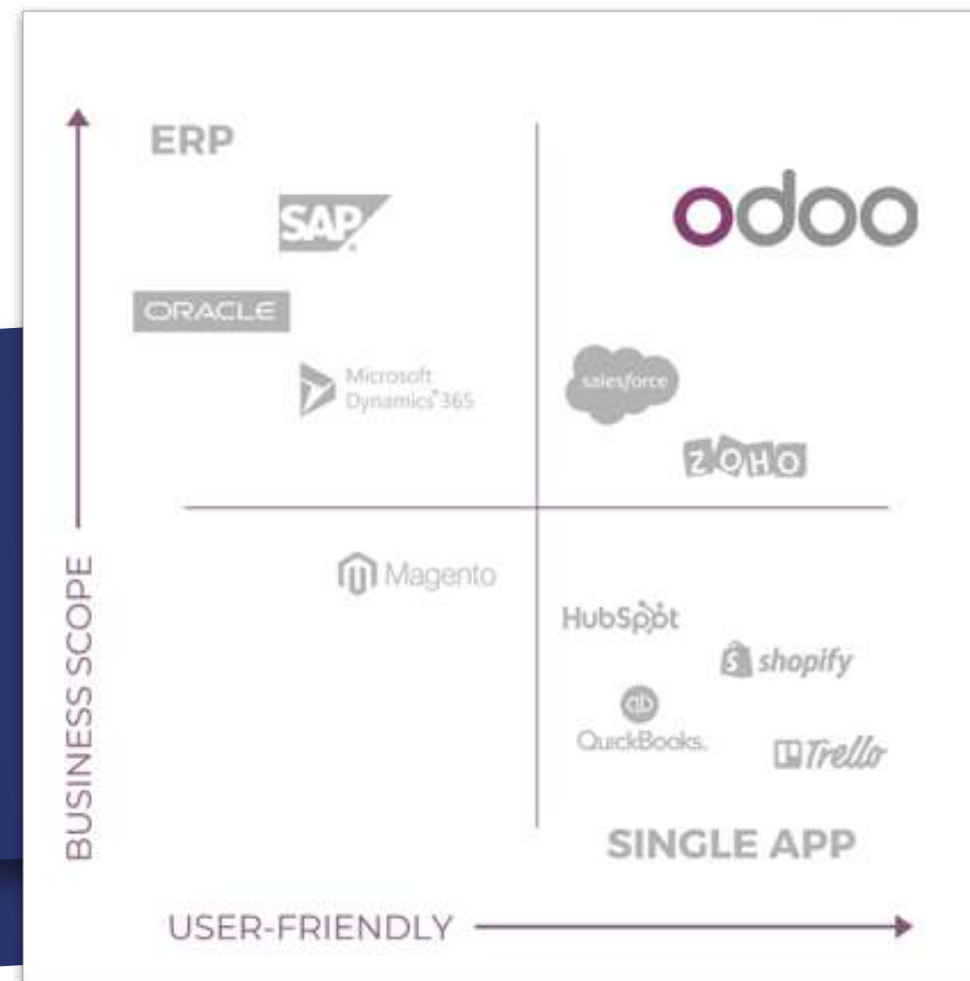 ERP
SAP
odoo
ORACLE
Microsoft
Dynamics 365
salesforce
ZOHO
Magento
HubSpot
shopify
QuickBooks
Trello
BUSINESS SCOPE
SINGLE APP
USER-FRIENDLY